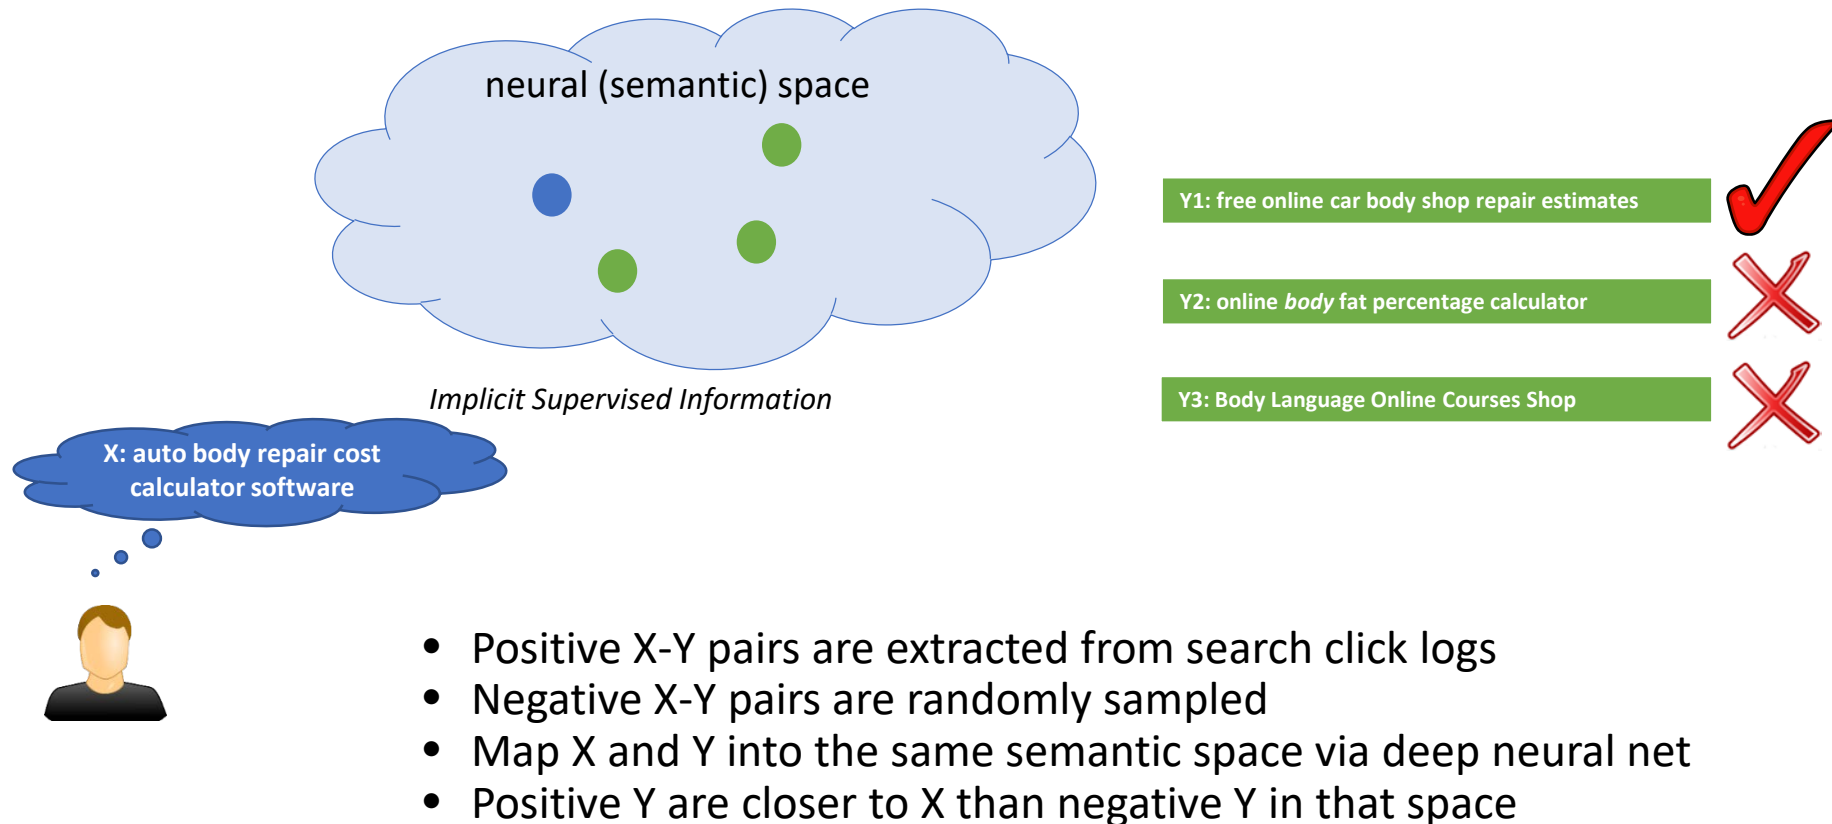 neural (semantic) space
Y1: free online car body shop repair estimates
Y2: online body fat percentage calculator
Y3: Body Language Online Courses Shop
Implicit Supervised Information
X: auto body repair cost
calculator software
• Positive X-Y pairs are extracted from search click logs
• Negative X-Y pairs are randomly sampled
• Map X and Y into the same semantic space via deep neural net
• Positive Y are closer to X than negative Y in that space